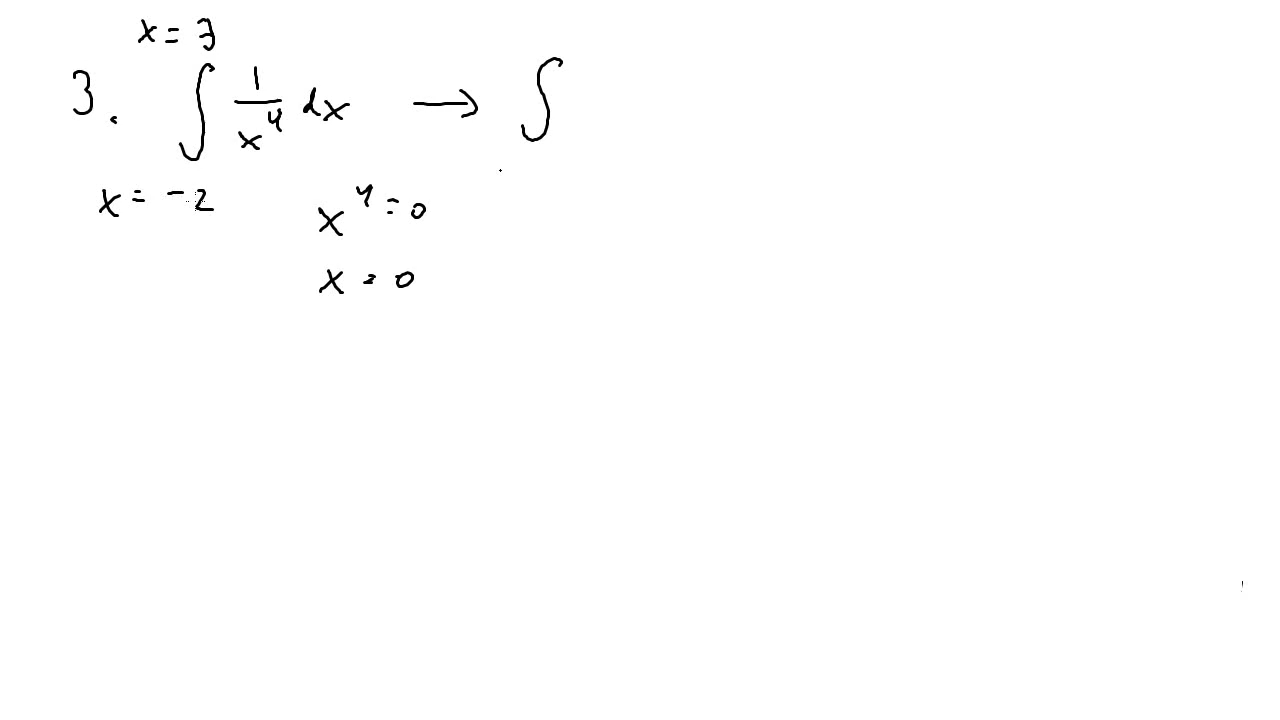 x = 3
3. ∫ 1/x⁴ dx → ∫
x = -2
x⁴ = 0
x = 0